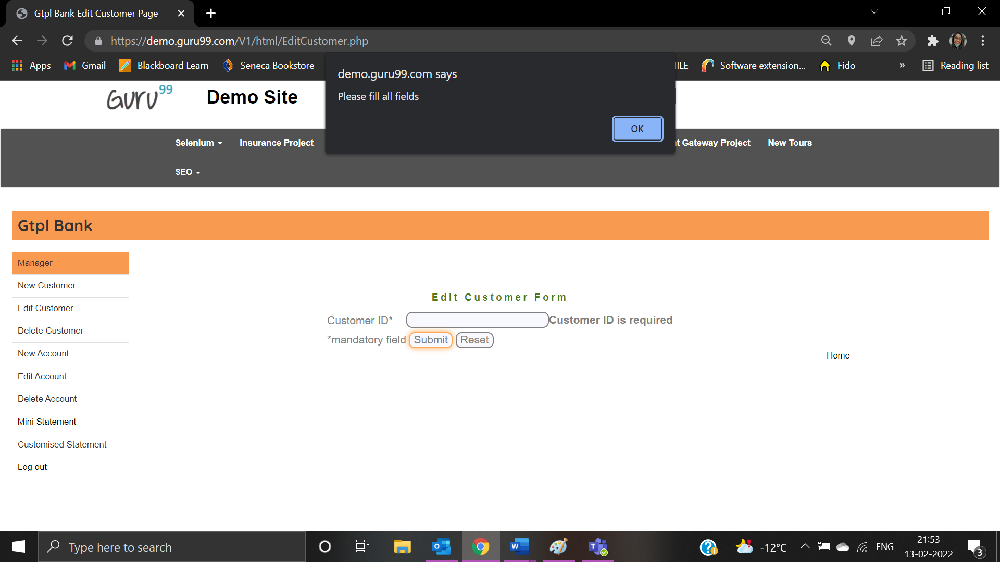 Gtpl Bank Edit Customer Page
https://demo.guru99.com/V1/html/EditCustomer.php
Apps Gmail Blackboard Learn Seneca Bookstore Software extension... Fido » Reading list
demo.guru99.com says
Please fill all fields
OK
Guru99 Demo Site
Selenium Insurance Project Gateway Project New Tours
SEO
Gtpl Bank
Manager
New Customer
Edit Customer
Delete Customer
New Account
Edit Account
Delete Account
Mini Statement
Customised Statement
Log out
Edit Customer Form
Customer ID* Customer ID is required
*mandatory field Submit Reset
Home
Type here to search
-12°C
ENG
21:53
13-02-2022
3